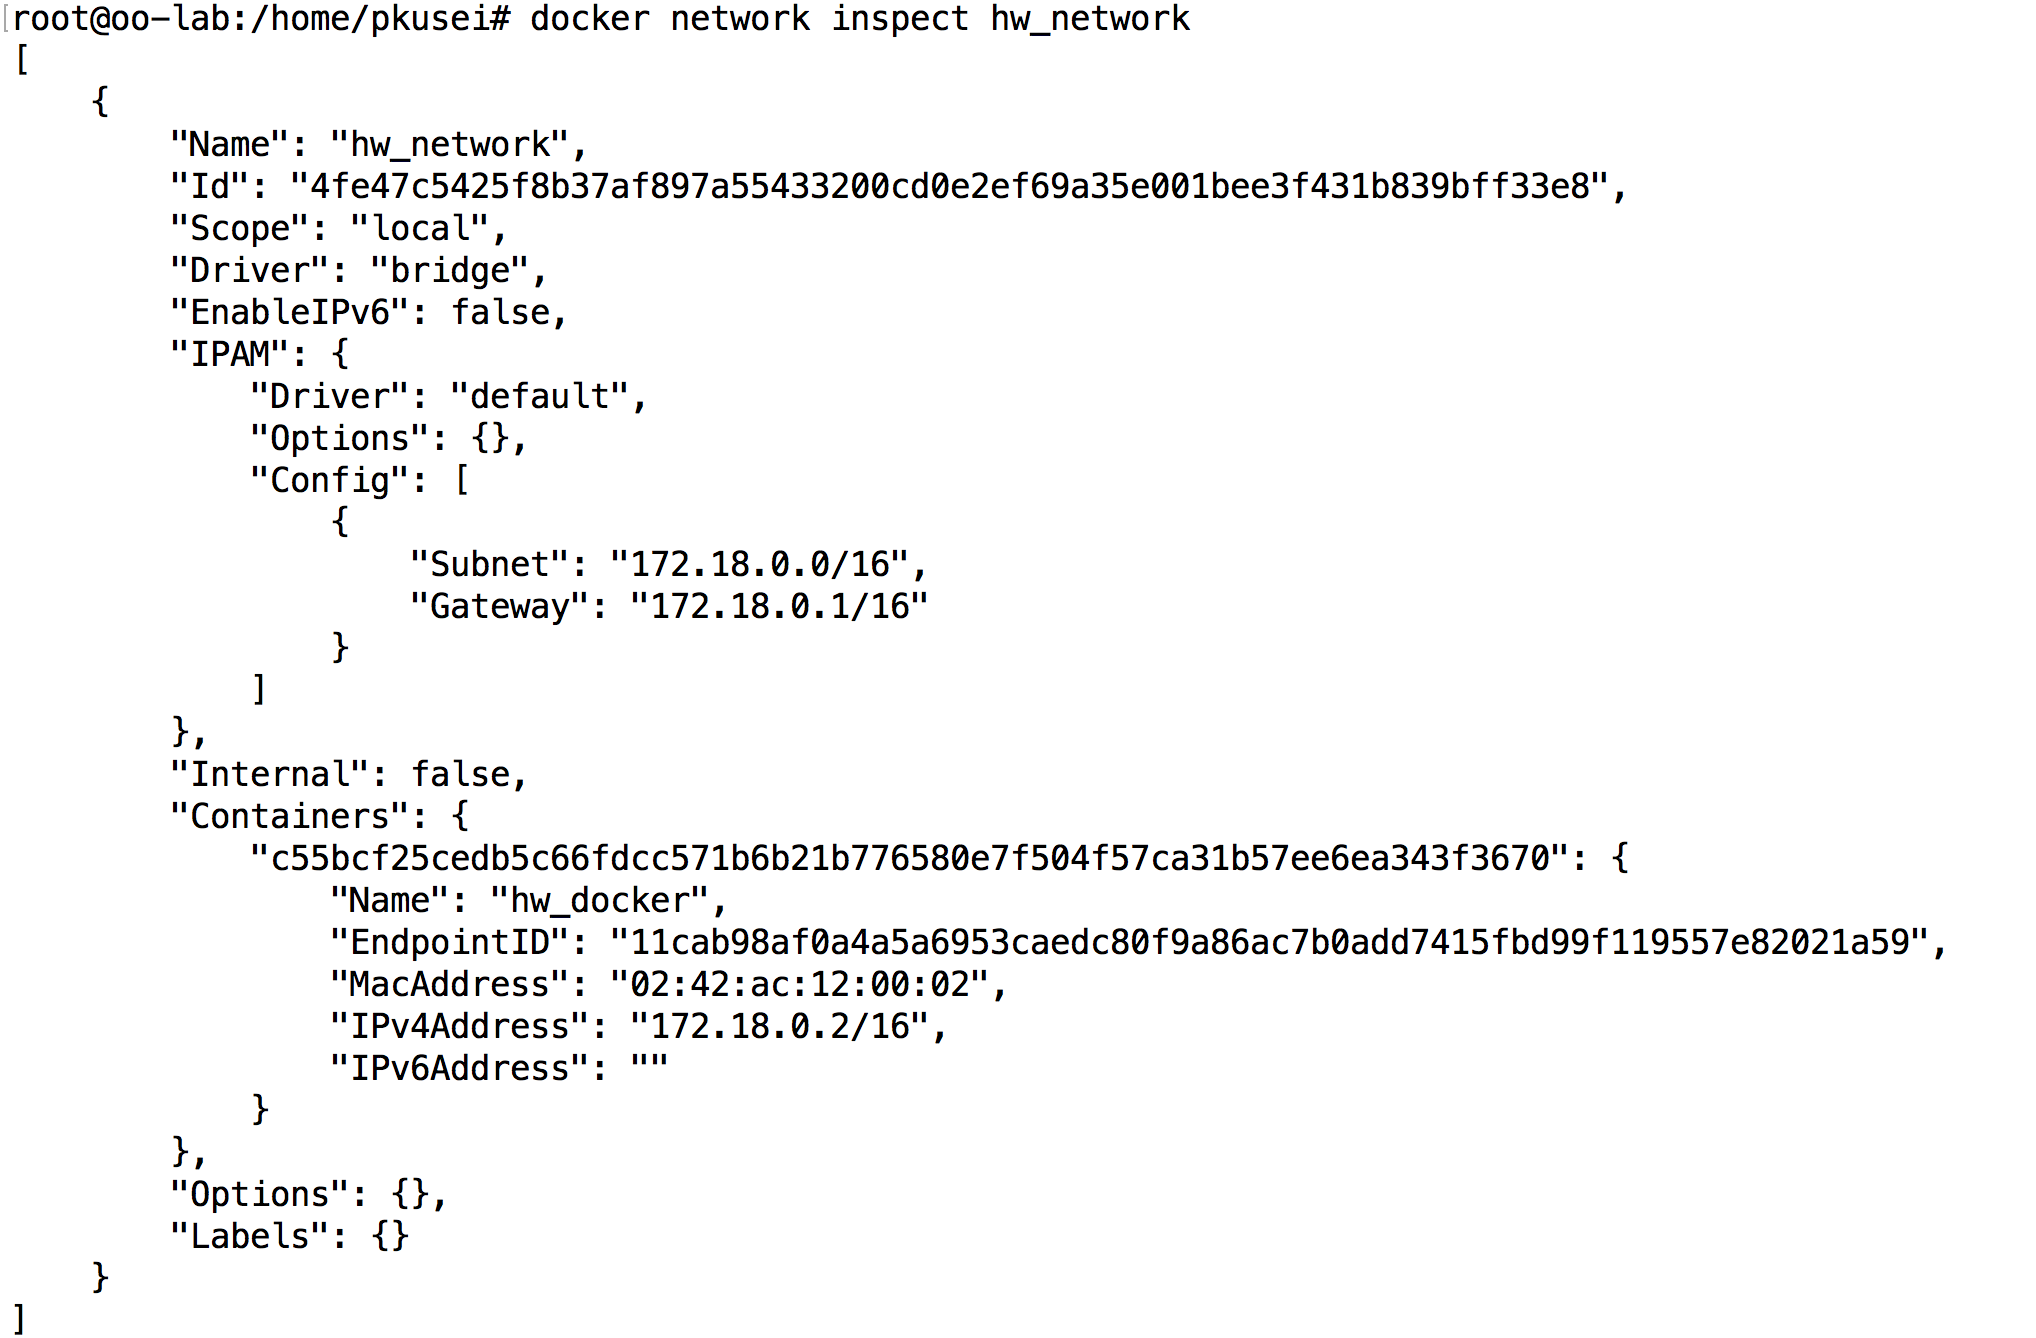 [root@oo-lab:/home/pkusei# docker network inspect hw_network
[
    {
        "Name": "hw_network",
        "Id": "4fe47c5425f8b37af897a55433200cd0e2ef69a35e001bee3f431b839bff33e8",
        "Scope": "local",
        "Driver": "bridge",
        "EnableIPv6": false,
        "IPAM": {
            "Driver": "default",
            "Options": {},
            "Config": [
                {
                    "Subnet": "172.18.0.0/16",
                    "Gateway": "172.18.0.1/16"
                }
            ]
        },
        "Internal": false,
        "Containers": {
            "c55bcf25cedb5c66fdcc571b6b21b776580e7f504f57ca31b57ee6ea343f3670": {
                "Name": "hw_docker",
                "EndpointID": "11cab98af0a4a5a6953caedc80f9a86ac7b0add7415fbd99f119557e82021a59",
                "MacAddress": "02:42:ac:12:00:02",
                "IPv4Address": "172.18.0.2/16",
                "IPv6Address": ""
            }
        },
        "Options": {},
        "Labels": {}
    }
]